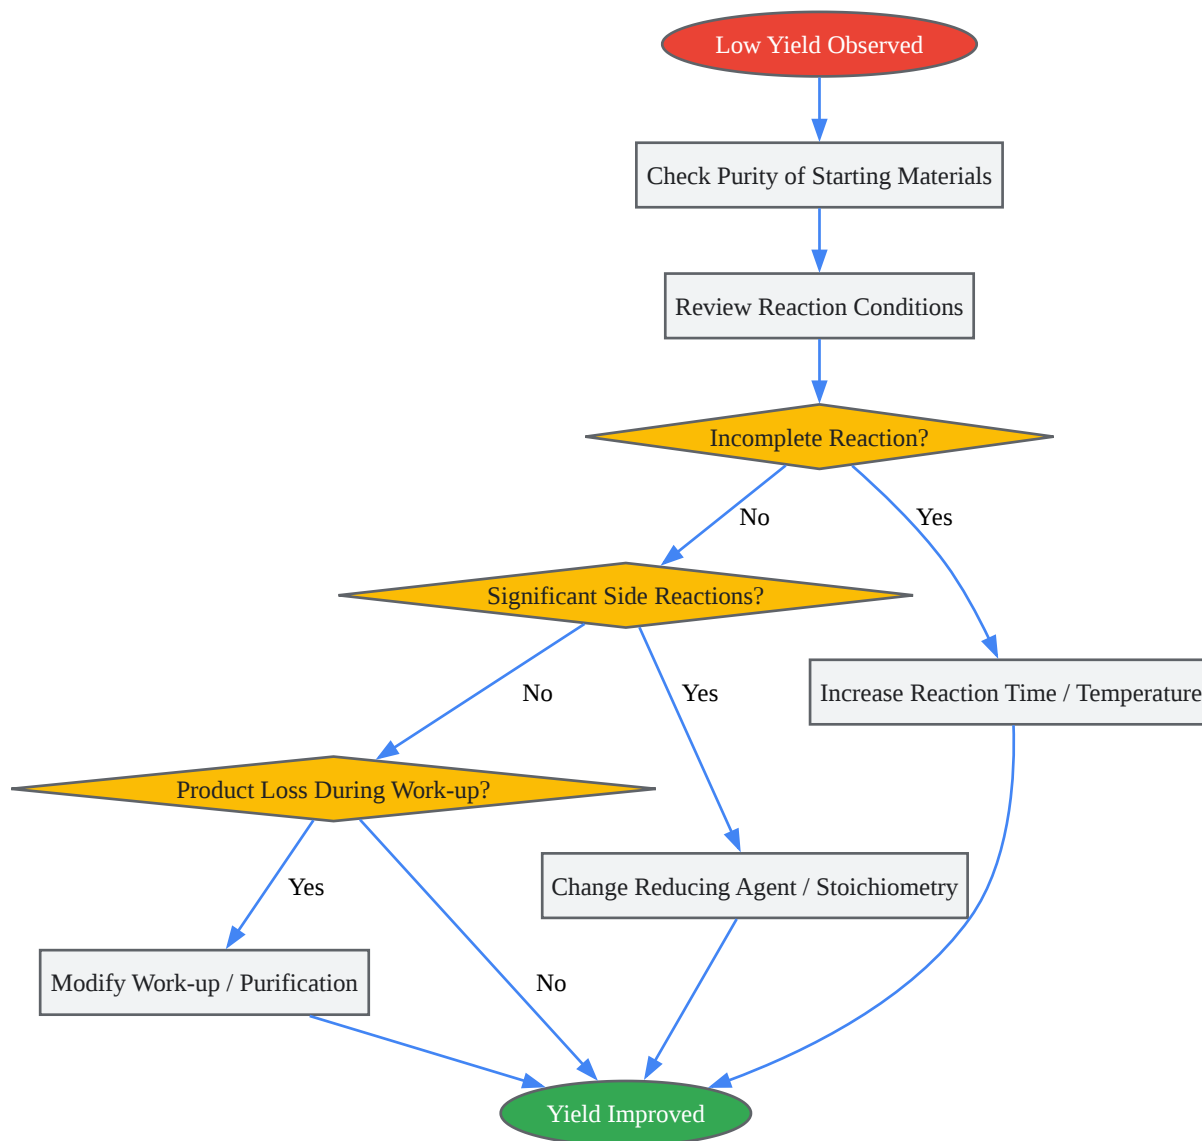 Low Yield Observed
Check Purity of Starting Materials
Review Reaction Conditions
Incomplete Reaction?
No
Yes
Significant Side Reactions?
No
Yes
Increase Reaction Time / Temperature
Product Loss During Work-up?
Yes
Change Reducing Agent / Stoichiometry
Modify Work-up / Purification
No
Yield Improved